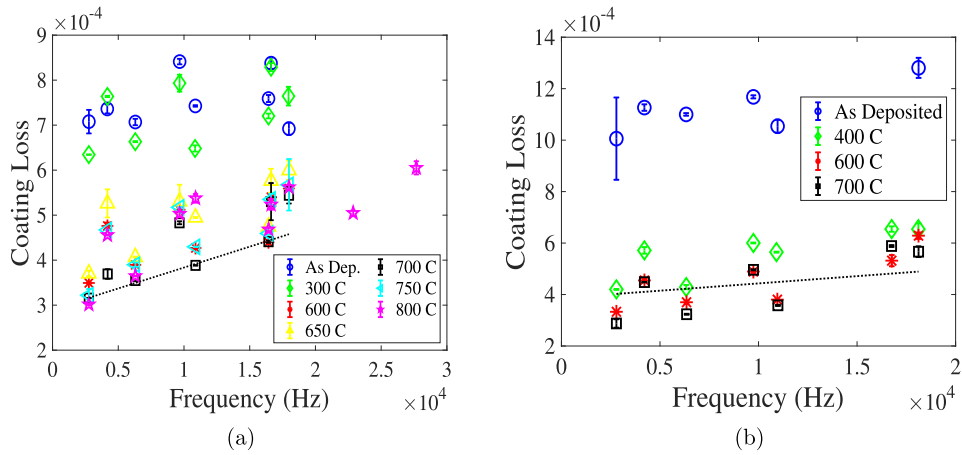 ×10⁻⁴
9
8
7
6
5
4
3
2
Coating Loss
As Dep.
300 C
600 C
650 C
700 C
750 C
800 C
0 0.5 1 1.5 2 2.5 3
Frequency (Hz)
×10⁴
(a)
×10⁻⁴
14
12
10
8
6
4
2
Coating Loss
As Deposited
400 C
600 C
700 C
0 0.5 1 1.5 2
Frequency (Hz)
×10⁴
(b)